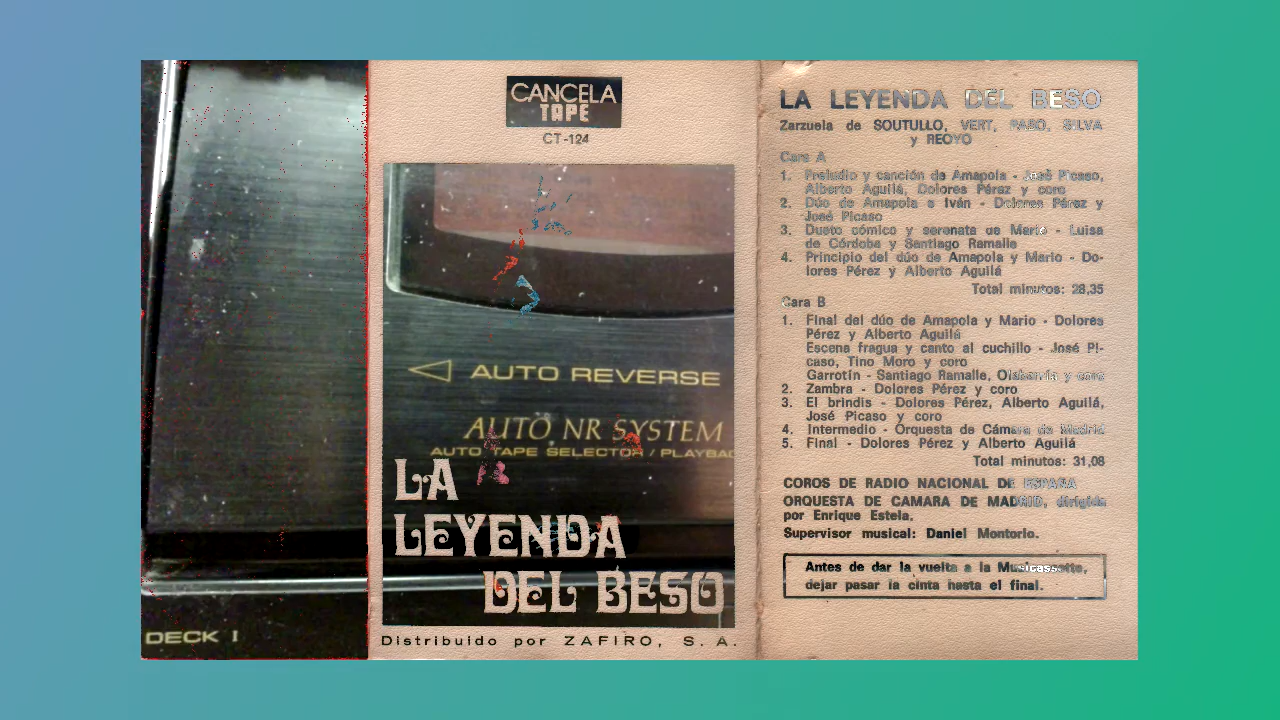 CANCELA
TAPE
CT-124
AUTO REVERSE
AUTO NR SYSTEM
AUTO TAPE SELECTOR / PLAYBAC
LA
LEYENDA
DEL BESO
DECK I
Distribuido por ZAFIRO, S. A.
LA LEYENDA DEL BESO
Zarzuela de SOUTULLO, VERT, PASO, SILVA
y REOYO
Cara A
1. Preludio y canción de Amapola - José Picaso,
Alberto Aguilá, Dolores Pérez y coro
2. Dúo de Amapola e Iván - Dolores Pérez y
José Picaso
3. Dueto cómico y serenata de Mario - Luisa
de Córdoba y Santiago Ramalle
4. Principio del dúo de Amapola y Mario - Do-
lores Pérez y Alberto Aguilá
Total minutos: 28,35
Cara B
1. Final del dúo de Amapola y Mario - Dolores
Pérez y Alberto Aguilá
Escena fragua y canto al cuchillo - José Pi-
caso, Tino Moro y coro
Garrotín - Santiago Ramalle, y coro
2. Zambra - Dolores Pérez y coro
3. El brindis - Dolores Pérez, Alberto Aguilá,
José Picaso y coro
4. Intermedio - Orquesta de Cámara de Madrid
5. Final - Dolores Pérez y Alberto Aguilá
Total minutos: 31,08
COROS DE RADIO NACIONAL DE ESPAÑA
ORQUESTA DE CAMARA DE MADRID, dirigida
por Enrique Estela.
Supervisor musical: Daniel Montorio.
Antes de dar la vuelta a la Musicassette,
dejar pasar la cinta hasta el final.